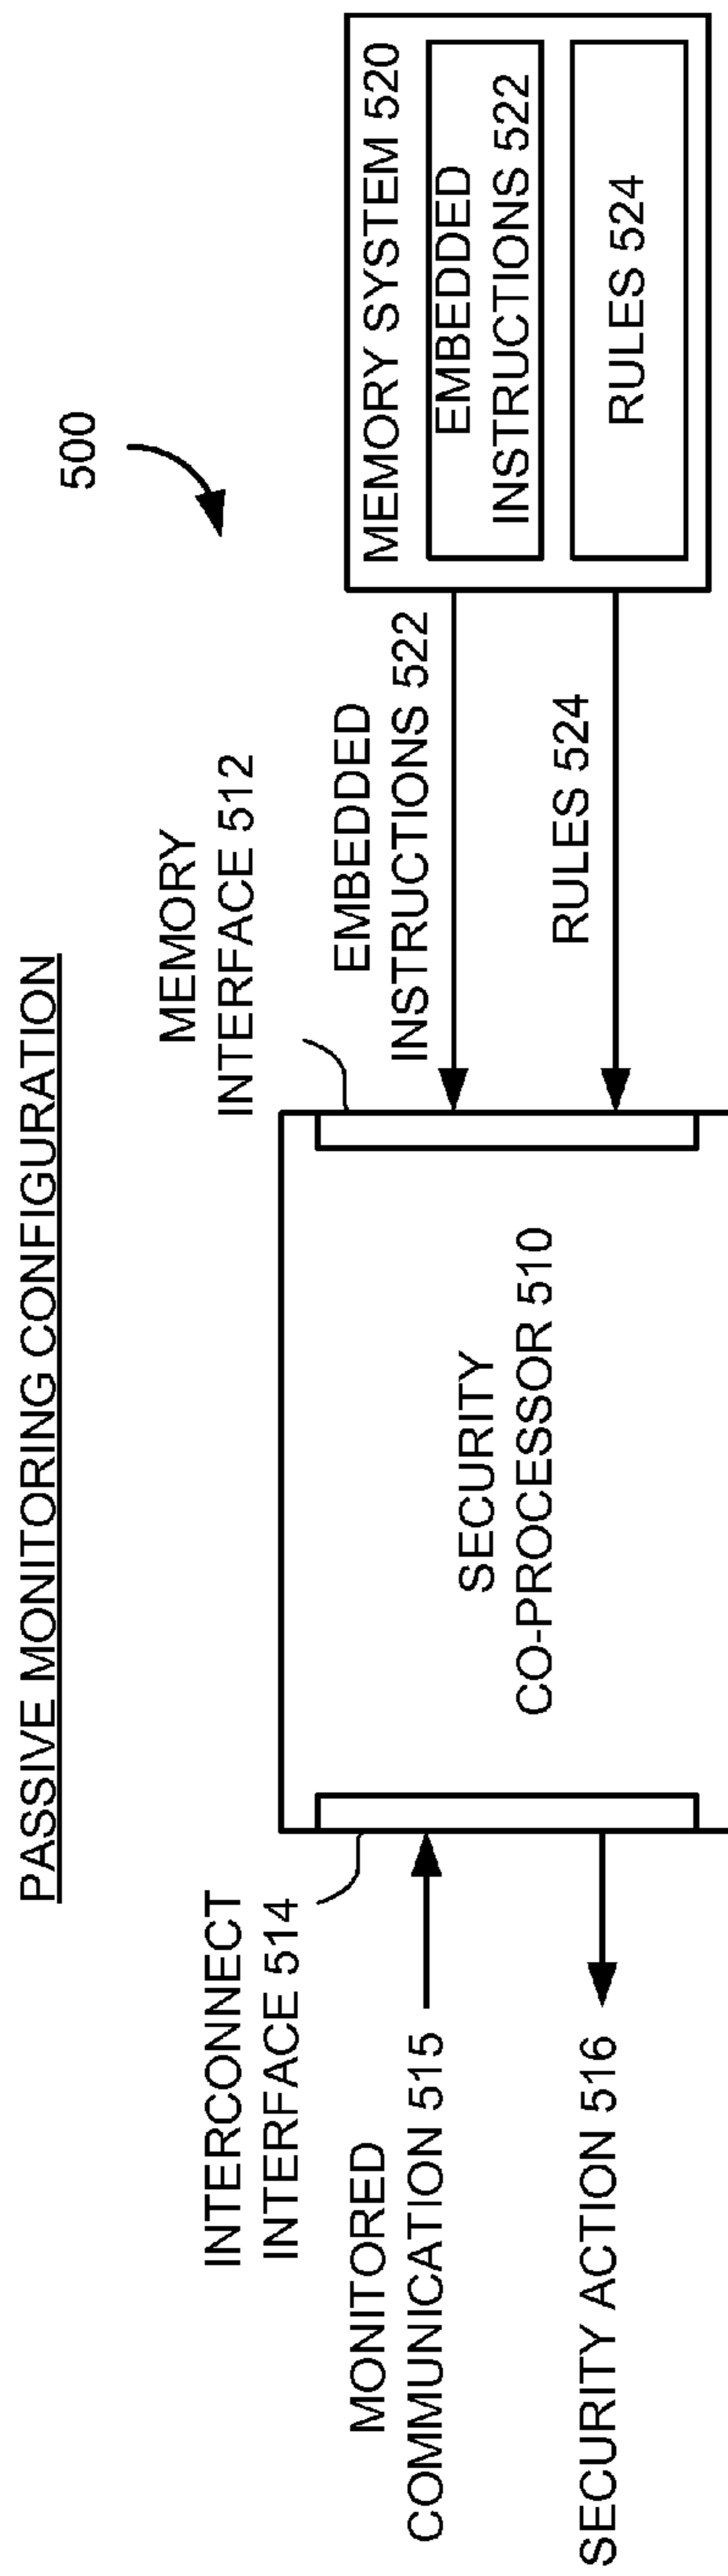 PASSIVE MONITORING CONFIGURATION
500
INTERCONNECT
INTERFACE 514
MEMORY
INTERFACE 512
MONITORED
COMMUNICATION 515
SECURITY ACTION 516
SECURITY
CO-PROCESSOR 510
EMBEDDED
INSTRUCTIONS 522
RULES 524
MEMORY SYSTEM 520
EMBEDDED
INSTRUCTIONS 522
RULES 524